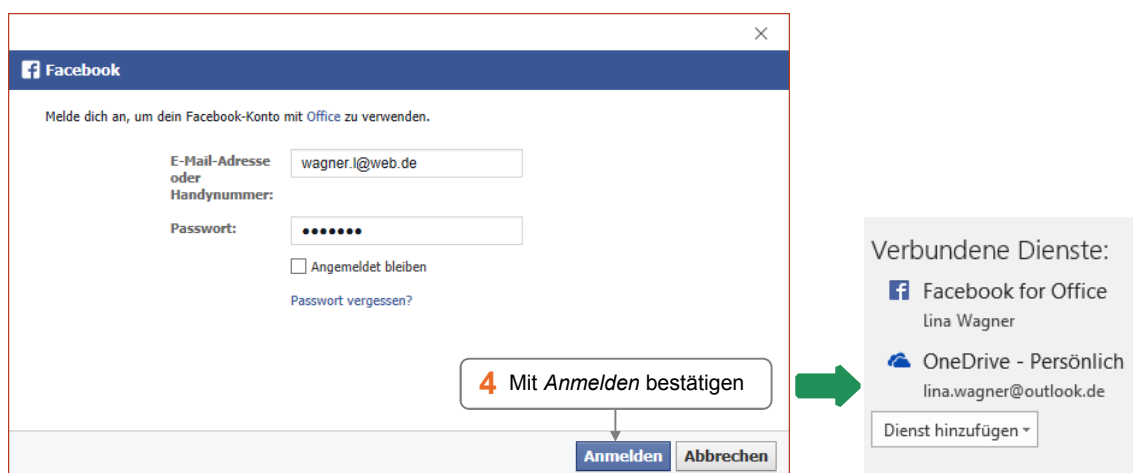 Facebook
Melde dich an, um dein Facebook-Konto mit Office zu verwenden.
E-Mail-Adresse
oder
Handynummer:
wagner.l@web.de
Passwort:
•••••••
Angemeldet bleiben
Passwort vergessen?
4 Mit Anmelden bestätigen
Anmelden Abbrechen
Verbundene Dienste:
Facebook for Office
Lina Wagner
OneDrive - Persönlich
lina.wagner@outlook.de
Dienst hinzufügen